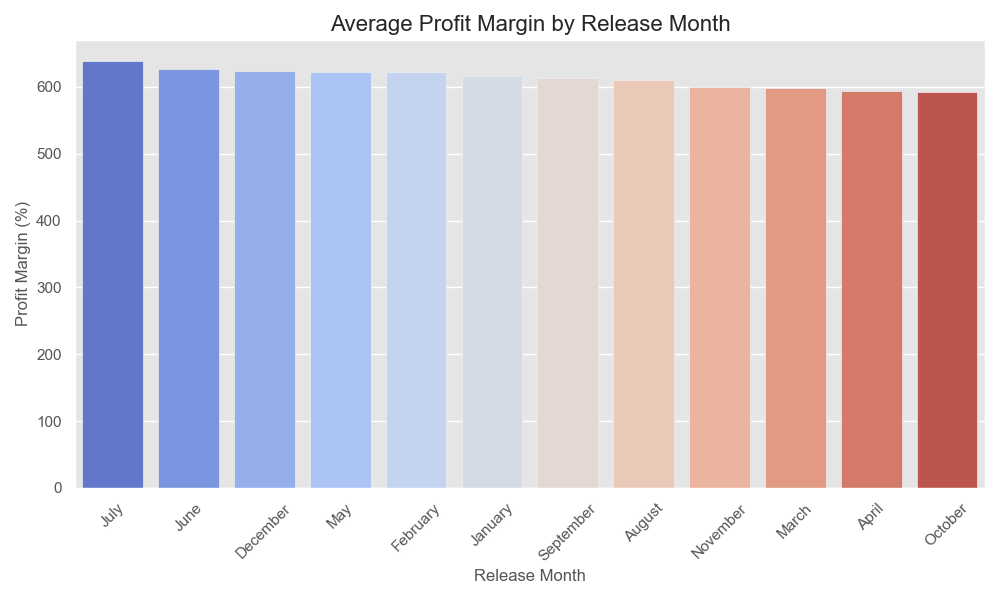 Average Profit Margin by Release Month
Profit Margin (%)
600
500
400
300
200
100
0
July
June
December
May
February
January
September
August
November
March
April
October
Release Month